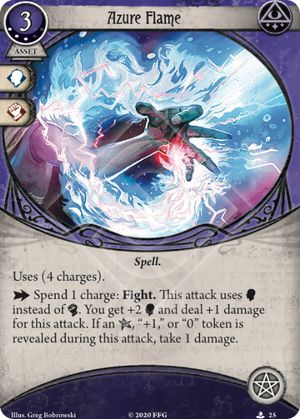 3
Azure Flame
ASSET
Spell.
Uses (4 charges).
Spend 1 charge: Fight. This attack uses
instead of . You get +2 and deal +1 damage
for this attack. If an , “+1,” or “0” token is
revealed during this attack, take 1 damage.
Illus. Greg Bobrowski
© 2020 FFG
25